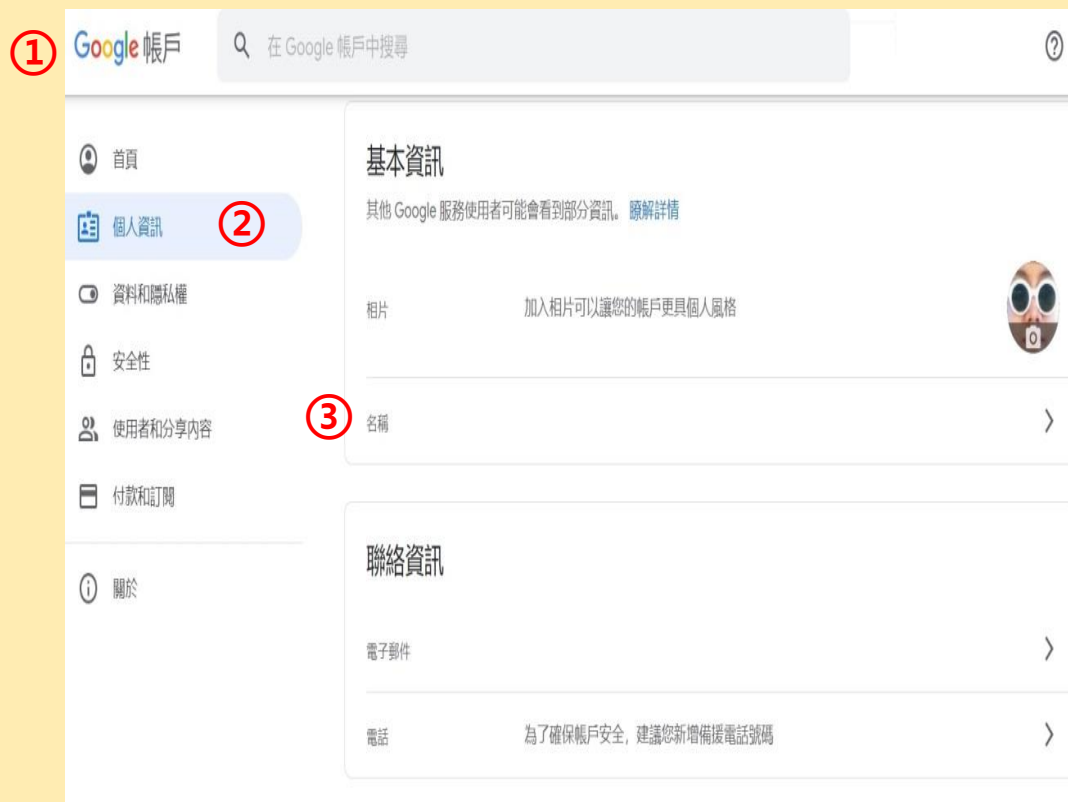 ① Google 帳戶
在 Google 帳戶中搜尋
首頁
個人資訊 ②
資料和隱私權
安全性
使用者和分享內容
付款和訂閱
關於
基本資訊
其他 Google 服務使用者可能會看到部分資訊。 瞭解詳情
相片 加入相片可以讓您的帳戶更具個人風格
③ 名稱
聯絡資訊
電子郵件
電話 為了確保帳戶安全，建議您新增備援電話號碼